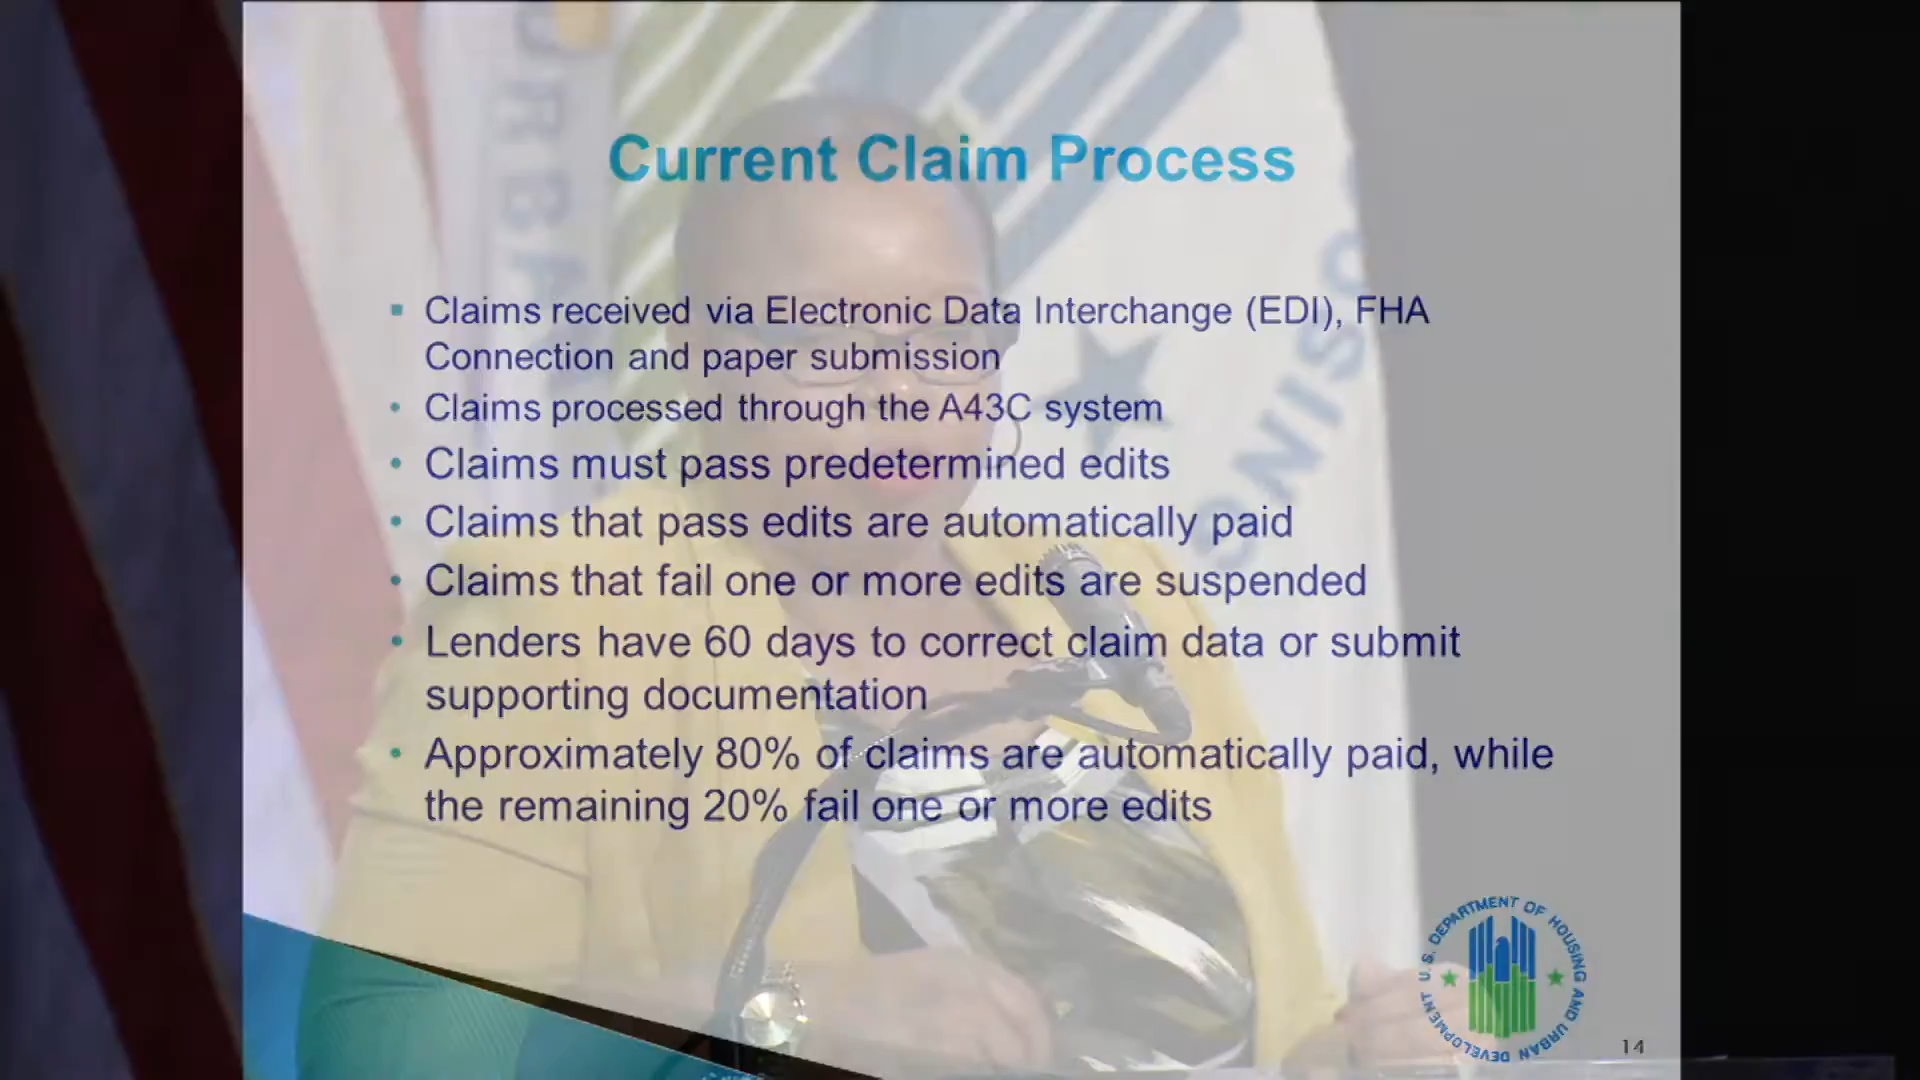 Current Claim Process
Claims received via Electronic Data Interchange (EDI), FHA
Connection and paper submission
Claims processed through the A43C system
Claims must pass predetermined edits
Claims that pass edits are automatically paid
Claims that fail one or more edits are suspended
Lenders have 60 days to correct claim data or submit
supporting documentation
Approximately 80% of claims are automatically paid, while
the remaining 20% fail one or more edits
U.S. DEPARTMENT OF HOUSING AND URBAN DEVELOPMENT
14